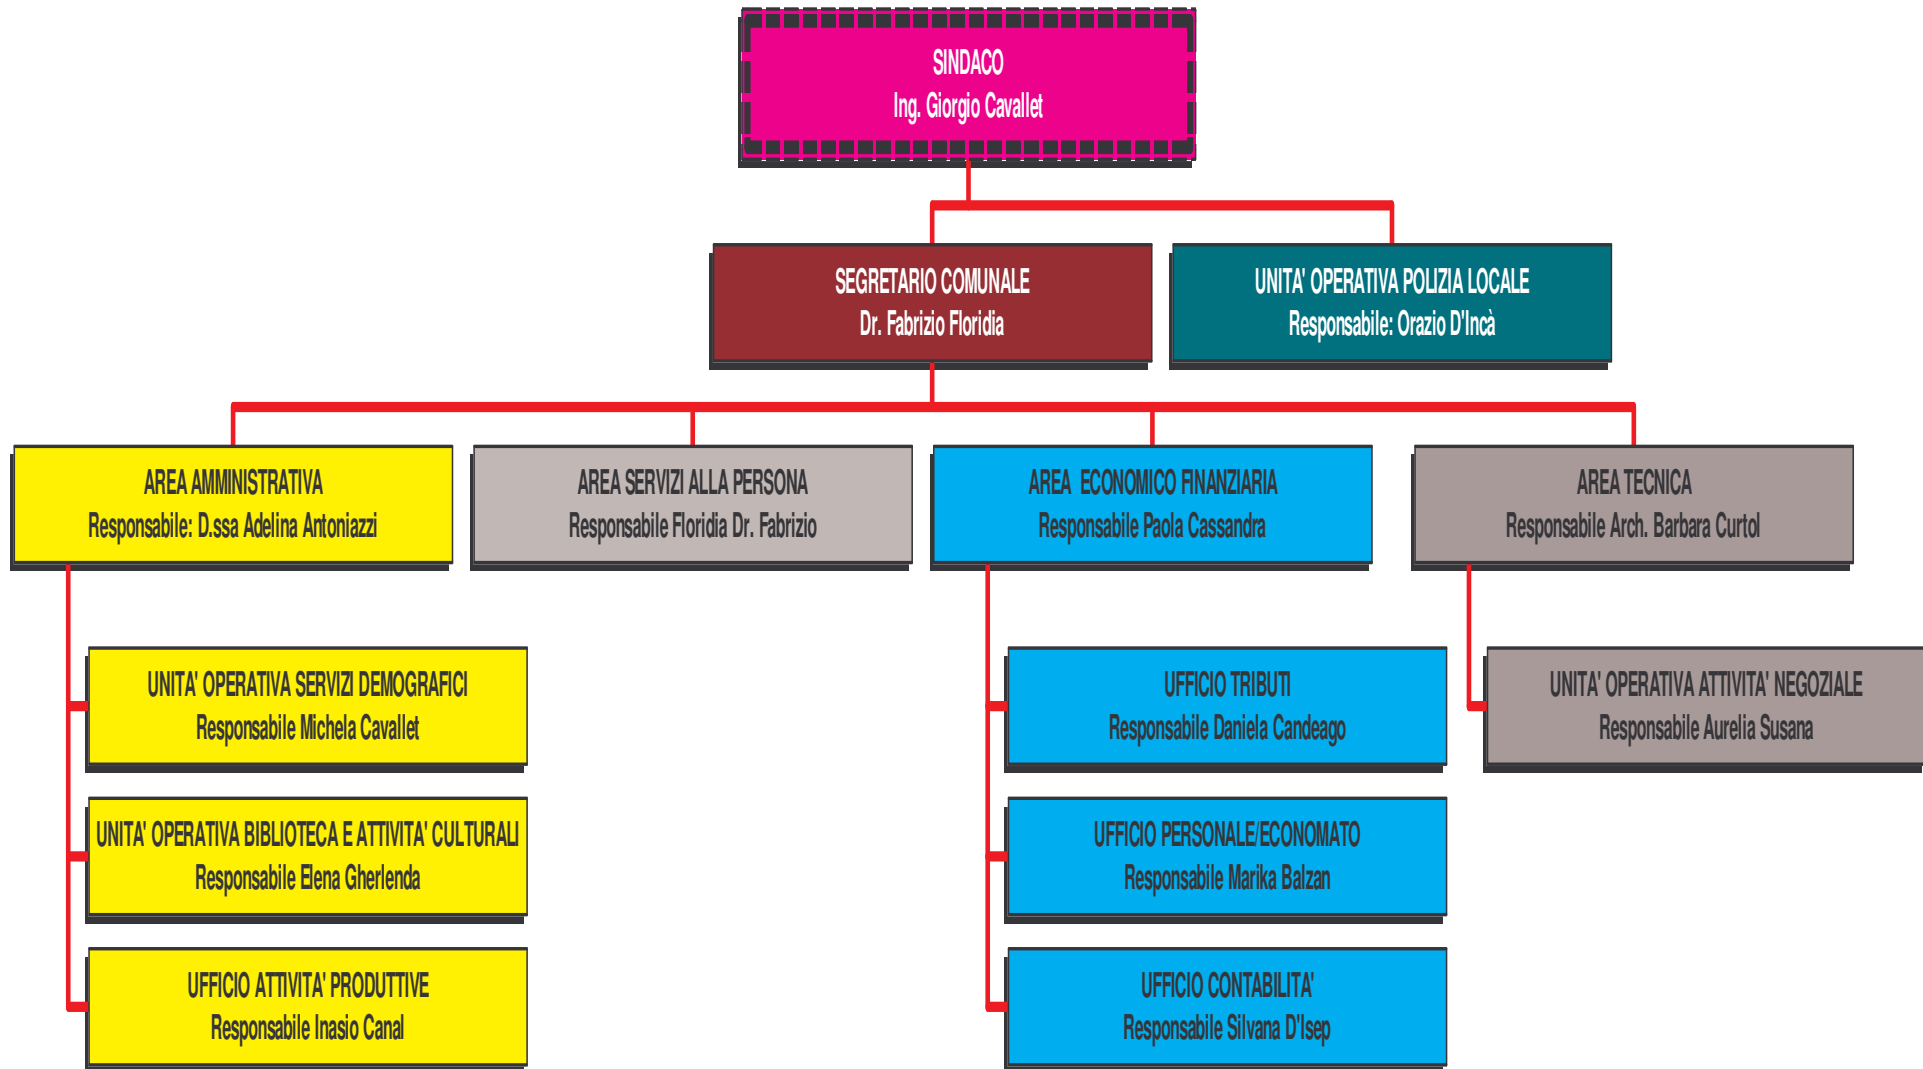 SINDACO
Ing. Giorgio Cavallet
SEGRETARIO COMUNALE
Dr. Fabrizio Floridia
UNITA' OPERATIVA POLIZIA LOCALE
Responsabile: Orazio D'Incà
AREA AMMINISTRATIVA
Responsabile: D.ssa Adelina Antoniazzi
AREA SERVIZI ALLA PERSONA
Responsabile Floridia Dr. Fabrizio
AREA ECONOMICO FINANZIARIA
Responsabile Paola Cassandra
AREA TECNICA
Responsabile Arch. Barbara Curtol
UNITA' OPERATIVA SERVIZI DEMOGRAFICI
Responsabile Michela Cavallet
UNITA' OPERATIVA BIBLIOTECA E ATTIVITA' CULTURALI
Responsabile Elena Gherlenda
UFFICIO ATTIVITA' PRODUTTIVE
Responsabile Inasio Canal
UFFICIO TRIBUTI
Responsabile Daniela Candeago
UFFICIO PERSONALE/ECONOMATO
Responsabile Marika Balzan
UFFICIO CONTABILITA'
Responsabile Silvana D'Isep
UNITA' OPERATIVA ATTIVITA' NEGOZIALE
Responsabile Aurelia Susana